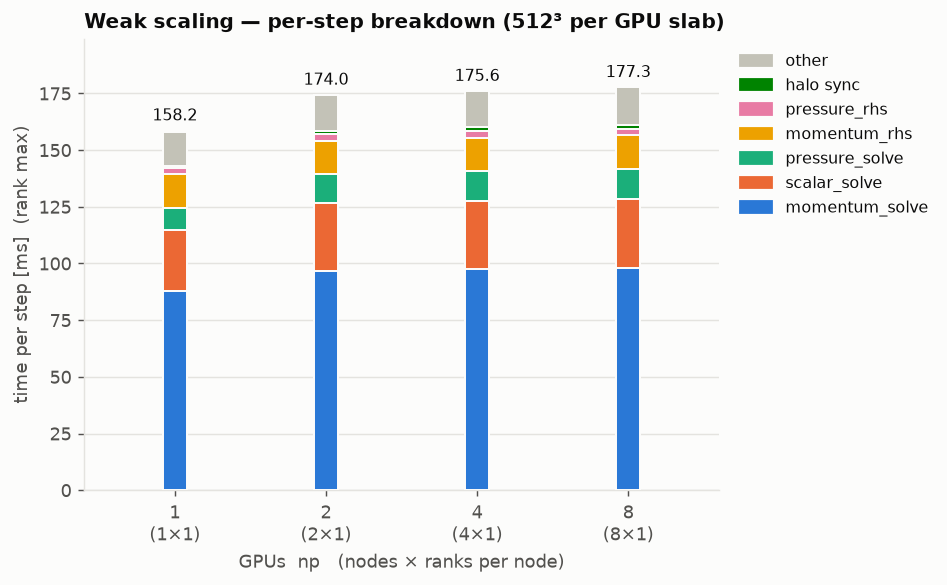 Weak scaling — per-step breakdown (512³ per GPU slab)
other
halo sync
pressure_rhs
momentum_rhs
pressure_solve
scalar_solve
momentum_solve
158.2
174.0
175.6
177.3
time per step [ms]  (rank max)
175
150
125
100
75
50
25
0
1
(1×1)
2
(2×1)
4
(4×1)
8
(8×1)
GPUs  np   (nodes × ranks per node)